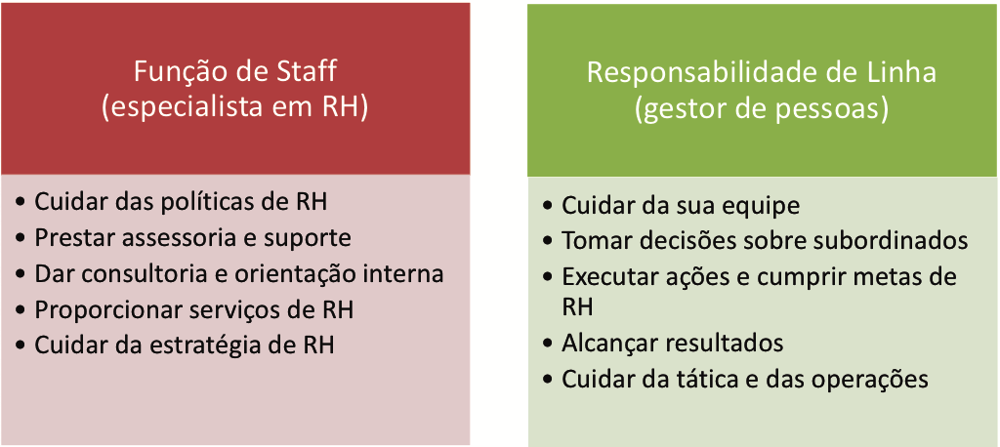 Função de Staff
(especialista em RH)
• Cuidar das políticas de RH
• Prestar assessoria e suporte
• Dar consultoria e orientação interna
• Proporcionar serviços de RH
• Cuidar da estratégia de RH
Responsabilidade de Linha
(gestor de pessoas)
• Cuidar da sua equipe
• Tomar decisões sobre subordinados
• Executar ações e cumprir metas de
RH
• Alcançar resultados
• Cuidar da tática e das operações